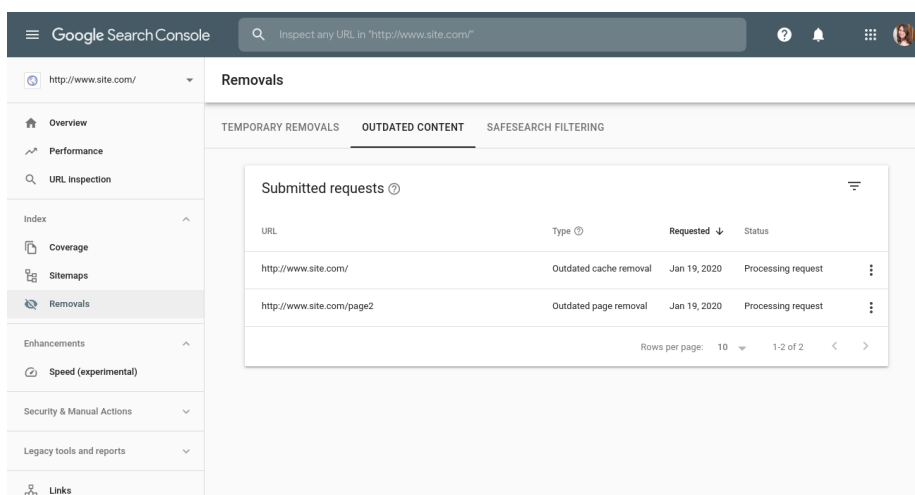 Google Search Console
Inspect any URL in "http://www.site.com/"
http://www.site.com/
Removals
Overview
Performance
URL inspection
Index
Coverage
Sitemaps
Removals
Enhancements
Speed (experimental)
Security & Manual Actions
Legacy tools and reports
Links
TEMPORARY REMOVALS OUTDATED CONTENT SAFESEARCH FILTERING
Submitted requests
URL Type Requested Status
http://www.site.com/ Outdated cache removal Jan 19, 2020 Processing request
http://www.site.com/page2 Outdated page removal Jan 19, 2020 Processing request
Rows per page: 10 1-2 of 2